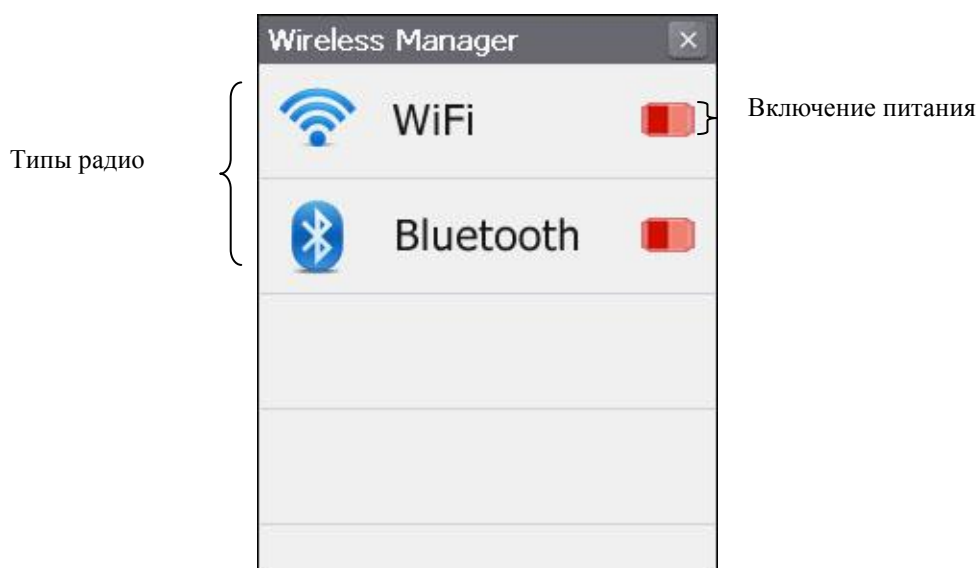 Wireless Manager
WiFi
Включение питания
Типы радио
Bluetooth